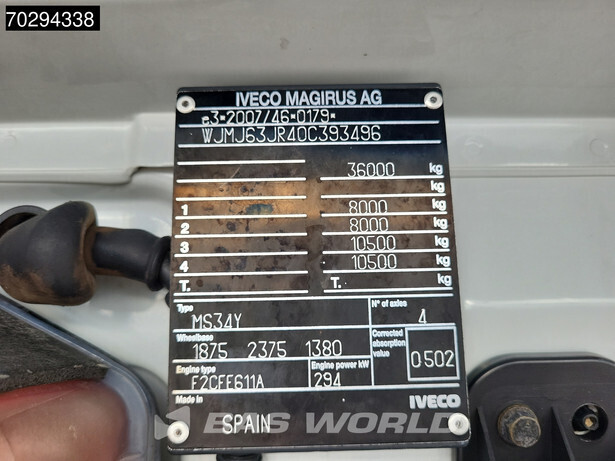 70294338
IVECO MAGIRUS AG
e3*2007/46*0179*
WJMJ63JR40C393496
36000 kg
kg
1 8000 kg
2 8000 kg
3 10500 kg
4 10500 kg
T. T. kg
Type N° of axles
MS34Y 4
Wheelbase Corrected absorption value
1875 2375 1380 0502
Engine type Engine power kW
F2CFE611A 294
Made in IVECO
SPAIN
BAS WORLD